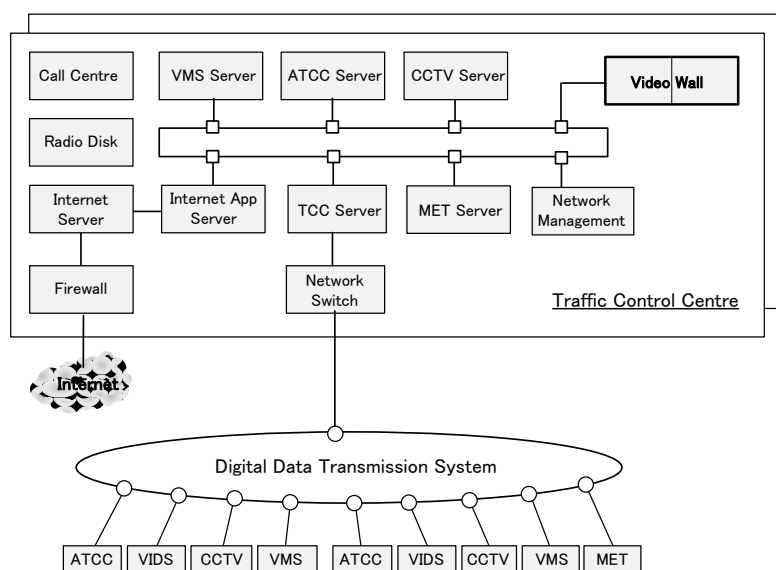 Call Centre
VMS Server
ATCC Server
CCTV Server
Video Wall
Radio Disk
Internet
Server
Internet App
Server
TCC Server
MET Server
Network
Management
Firewall
Network
Switch
Traffic Control Centre
Internet
Digital Data Transmission System
ATCC
VIDS
CCTV
VMS
ATCC
VIDS
CCTV
VMS
MET